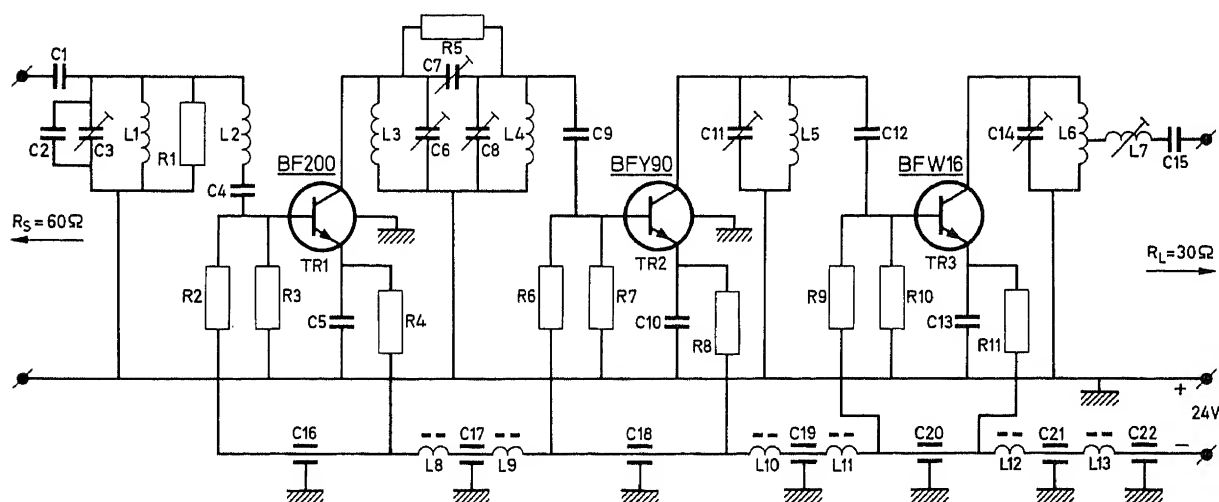 C1
C2
C3
L1
R1
L2
C4
BF200
TR1
RS=60Ω
R2
R3
C5
R4
R5
C7
L3
C6
C8
L4
C9
BFY90
TR2
R6
R7
C10
R8
C11
L5
C12
BFW16
TR3
R9
R10
C13
R11
C14
L6
L7
C15
RL=30Ω
+
24V
−
C16
L8
C17
L9
C18
L10
C19
L11
C20
L12
C21
L13
C22